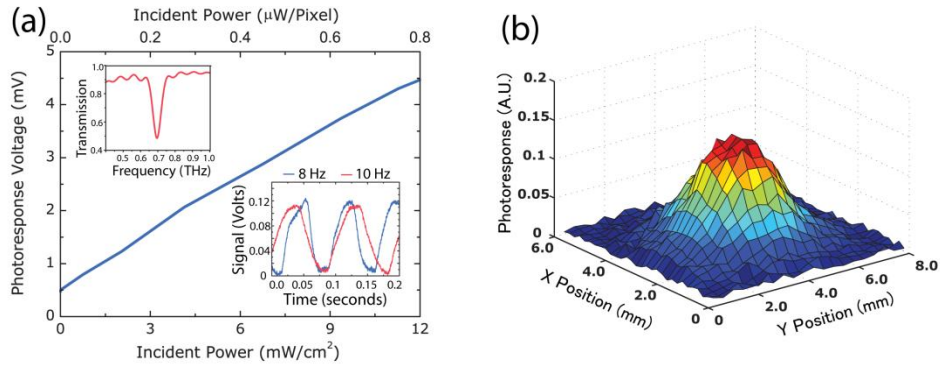 (a)
Incident Power (μW/Pixel)
0.0 0.2 0.4 0.6 0.8
Photoresponse Voltage (mV)
5
4
3
2
1
0
0 3 6 9 12
Incident Power (mW/cm²)
Transmission
1.0
0.8
0.6
0.4
0.5 0.6 0.7 0.8 0.9 1.0
Frequency (THz)
8 Hz 10 Hz
Signal (Volts)
0.12
0.08
0.04
0
0.0 0.05 0.1 0.15 0.2
Time (seconds)
(b)
Photoresponse (A.U.)
0.2
0.15
0.1
0.05
0
6.0
4.0
2.0
0
X Position (mm)
0
2.0
4.0
6.0
8.0
Y Position (mm)